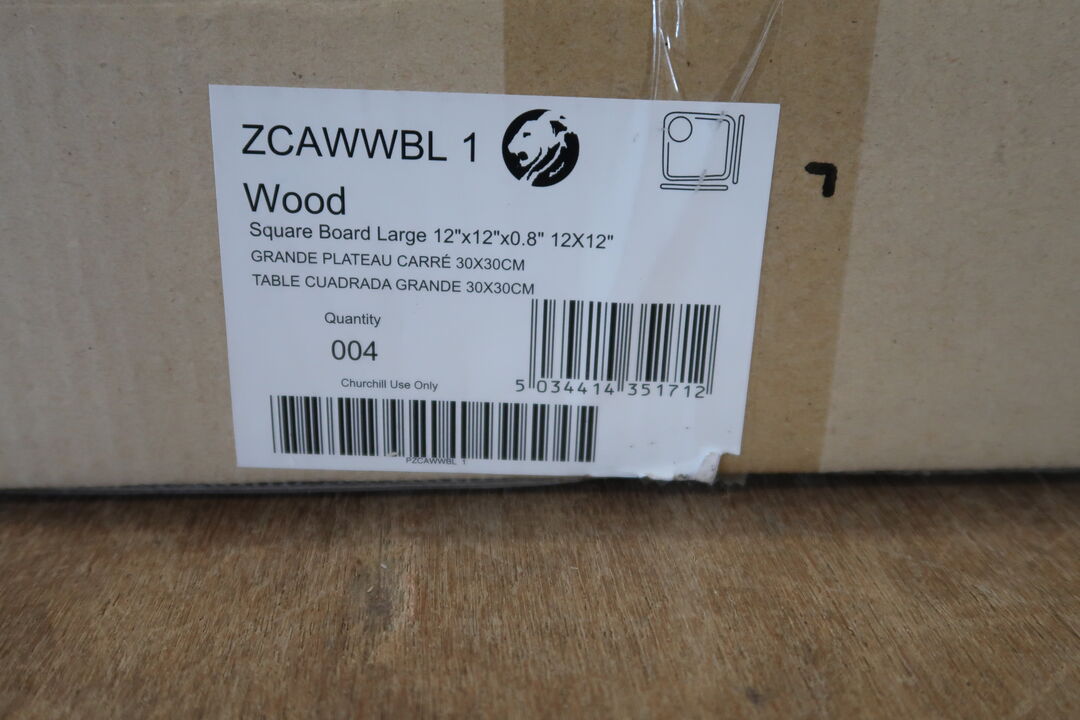 ZCAWWBL 1
Wood
Square Board Large 12"x12"x0.8" 12X12"
GRANDE PLATEAU CARRÉ 30X30CM
TABLE CUADRADA GRANDE 30X30CM
Quantity
004
Churchill Use Only
5 034414 351712
PZCAWWBL 1